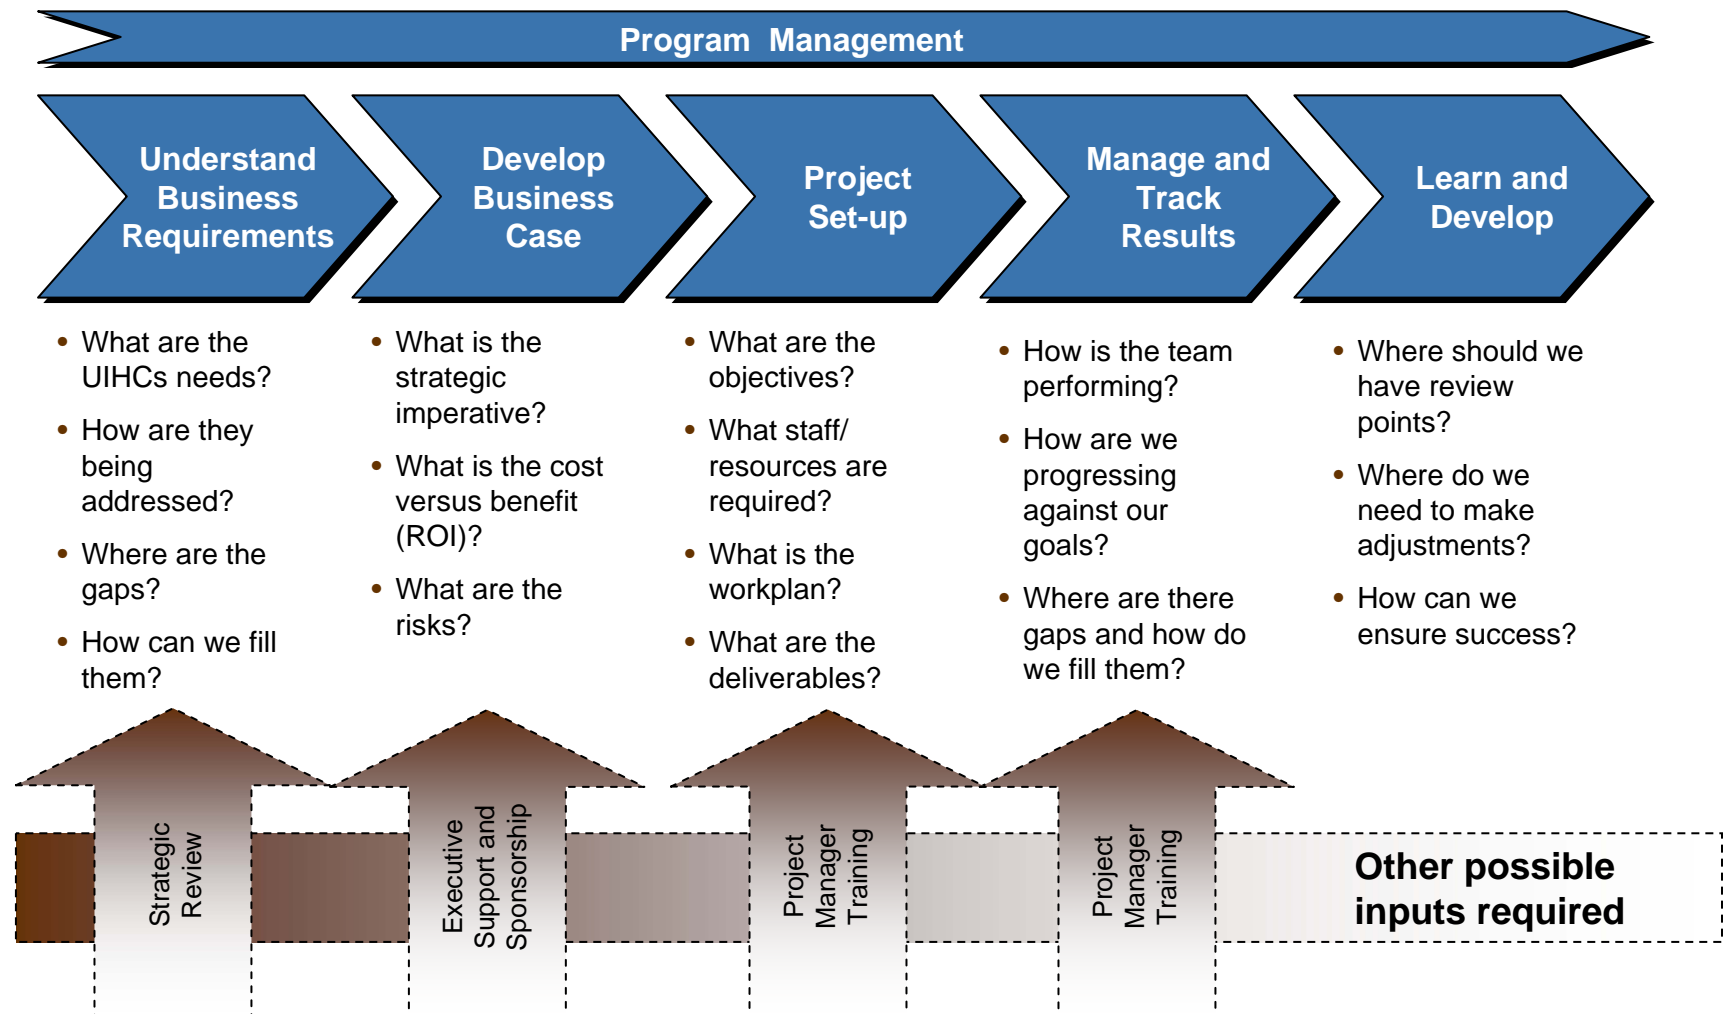 Program Management
Understand
Business
Requirements
Develop
Business
Case
Project
Set-up
Manage and
Track
Results
Learn and
Develop
• What are the
UIHCs needs?
• How are they
being
addressed?
• Where are the
gaps?
• How can we fill
them?
• What is the
strategic
imperative?
• What is the cost
versus benefit
(ROI)?
• What are the
risks?
• What are the
objectives?
• What staff/
resources are
required?
• What is the
workplan?
• What are the
deliverables?
• How is the team
performing?
• How are we
progressing
against our
goals?
• Where are there
gaps and how do
we fill them?
• Where should we
have review
points?
• Where do we
need to make
adjustments?
• How can we
ensure success?
Strategic
Review
Executive
Support and
Sponsorship
Project
Manager
Training
Project
Manager
Training
Other possible
inputs required